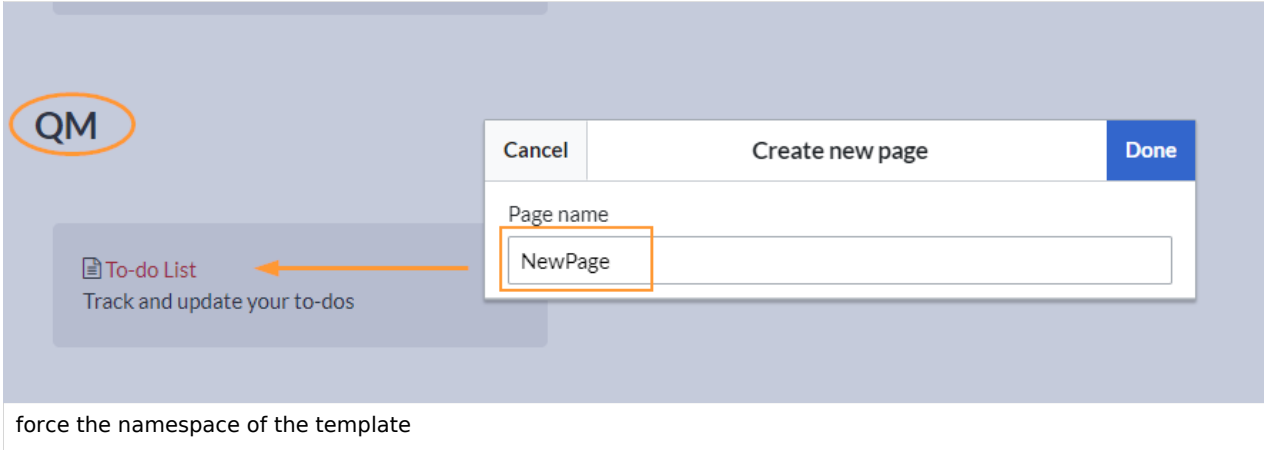 QM
Cancel
Create new page
Done
Page name
NewPage
To-do List
Track and update your to-dos
force the namespace of the template